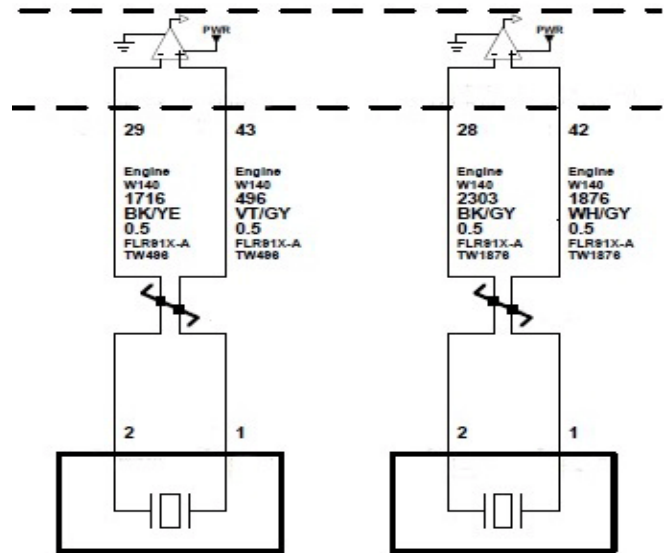 PWR
PWR
29
43
28
42
Engine
W140
1716
BK/YE
0.5
FLR91X-A
TW496
Engine
W140
496
VT/GY
0.5
FLR91X-A
TW496
Engine
W140
2303
BK/GY
0.5
FLR91X-A
TW1876
Engine
W140
1876
WH/GY
0.5
FLR91X-A
TW1876
2
1
2
1